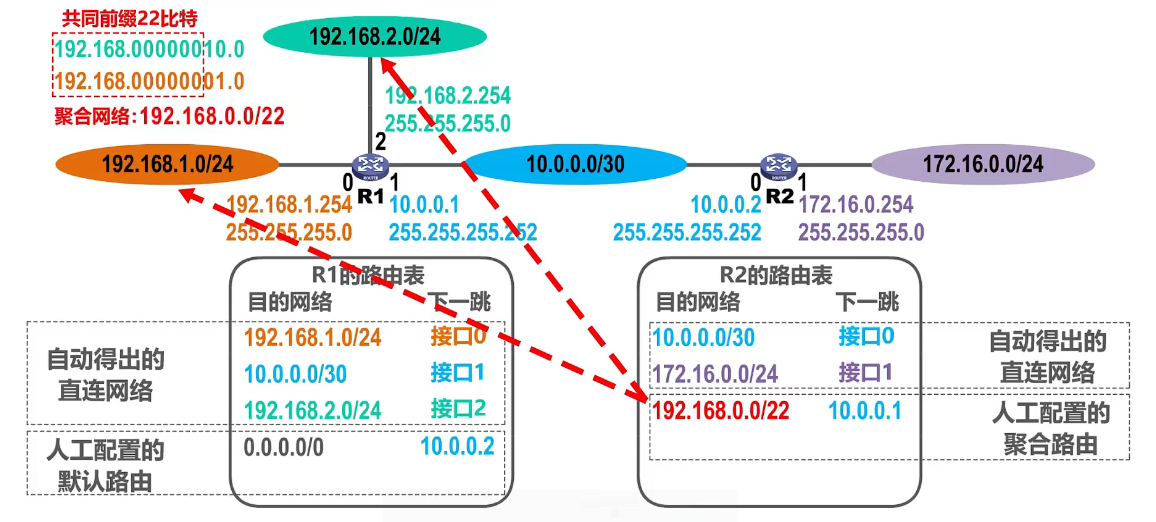 共同前缀22比特
192.168.00000010.0
192.168.00000001.0
聚合网络：192.168.0.0/22
192.168.2.0/24
192.168.2.254
255.255.255.0
2
192.168.1.0/24
10.0.0.0/30
172.16.0.0/24
ROUTER
ROUTER
0 R1 1
0 R2 1
192.168.1.254
255.255.255.0
10.0.0.1
255.255.255.252
10.0.0.2
255.255.255.252
172.16.0.254
255.255.255.0
R1的路由表
目的网络 下一跳
自动得出的
直连网络
192.168.1.0/24 接口0
10.0.0.0/30 接口1
192.168.2.0/24 接口2
人工配置的
默认路由
0.0.0.0/0 10.0.0.2
R2的路由表
目的网络 下一跳
10.0.0.0/30 接口0
172.16.0.0/24 接口1
自动得出的
直连网络
192.168.0.0/22 10.0.0.1
人工配置的
聚合路由